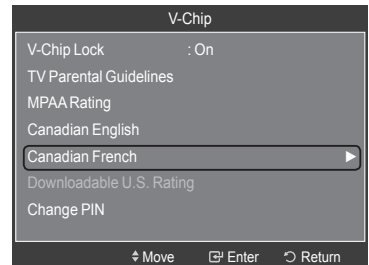 V-Chip
V-Chip Lock : On
TV Parental Guidelines
MPAA Rating
Canadian English
Canadian French
Downloadable U.S. Rating
Change PIN
Move Enter Return